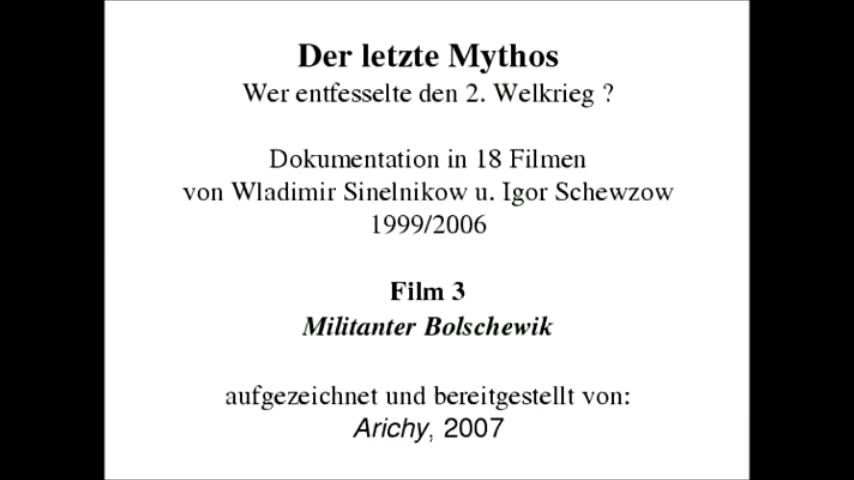 Der letzte Mythos
Wer entfesselte den 2. Welkrieg ?
Dokumentation in 18 Filmen
von Wladimir Sinelnikow u. Igor Schewzow
1999/2006
Film 3
Militanter Bolschewik
aufgezeichnet und bereitgestellt von:
Arichy, 2007